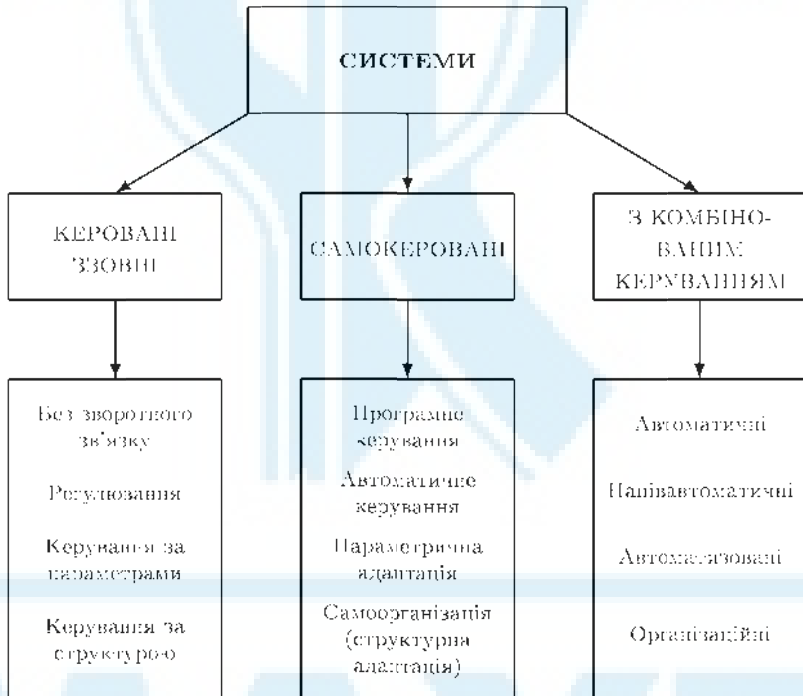 СИСТЕМИ
КЕРОВАНІ
ЗЗОВНІ
САМОКЕРОВАНІ
З КОМБІНО-
ВАНИМ
КЕРУВАННЯМ
Без зворотного
зв'язку
Регулювання
Керування за
параметрами
Керування за
структурою
Програмне
керування
Автоматичне
керування
Параметрична
адаптація
Самоорганізація
(структурна
адаптація)
Автоматичні
Напівавтоматичні
Автоматизовані
Організаційні